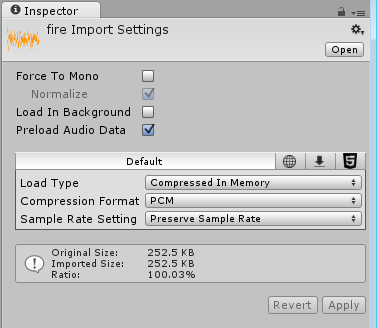 Inspector
fire Import Settings
Open
Force To Mono
Normalize
Load In Background
Preload Audio Data
Default
Load Type Compressed In Memory
Compression Format PCM
Sample Rate Setting Preserve Sample Rate
Original Size: 252.5 KB
Imported Size: 252.5 KB
Ratio: 100.03%
Revert Apply